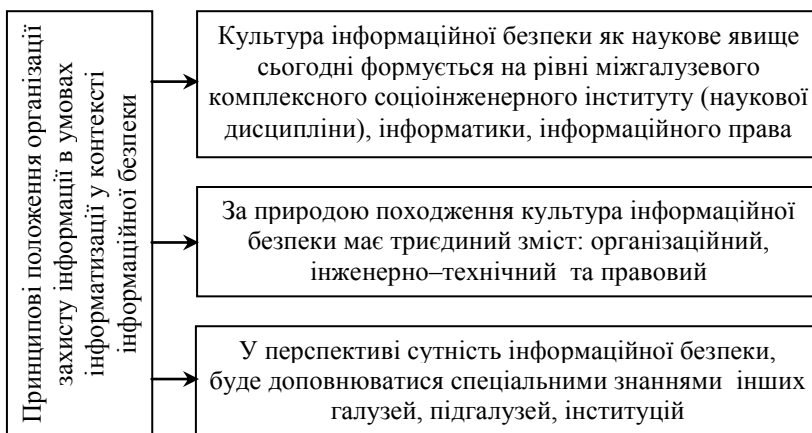 Принципові положення організації
захисту інформації в умовах
інформатизації у контексті
інформаційної безпеки
Культура інформаційної безпеки як наукове явище
сьогодні формується на рівні міжгалузевого
комплексного соціоінженерного інституту (наукової
дисципліни), інформатики, інформаційного права
За природою походження культура інформаційної
безпеки має триєдиний зміст: організаційний,
інженерно–технічний та правовий
У перспективі сутність інформаційної безпеки,
буде доповнюватися спеціальними знаннями інших
галузей, підгалузей, інституцій